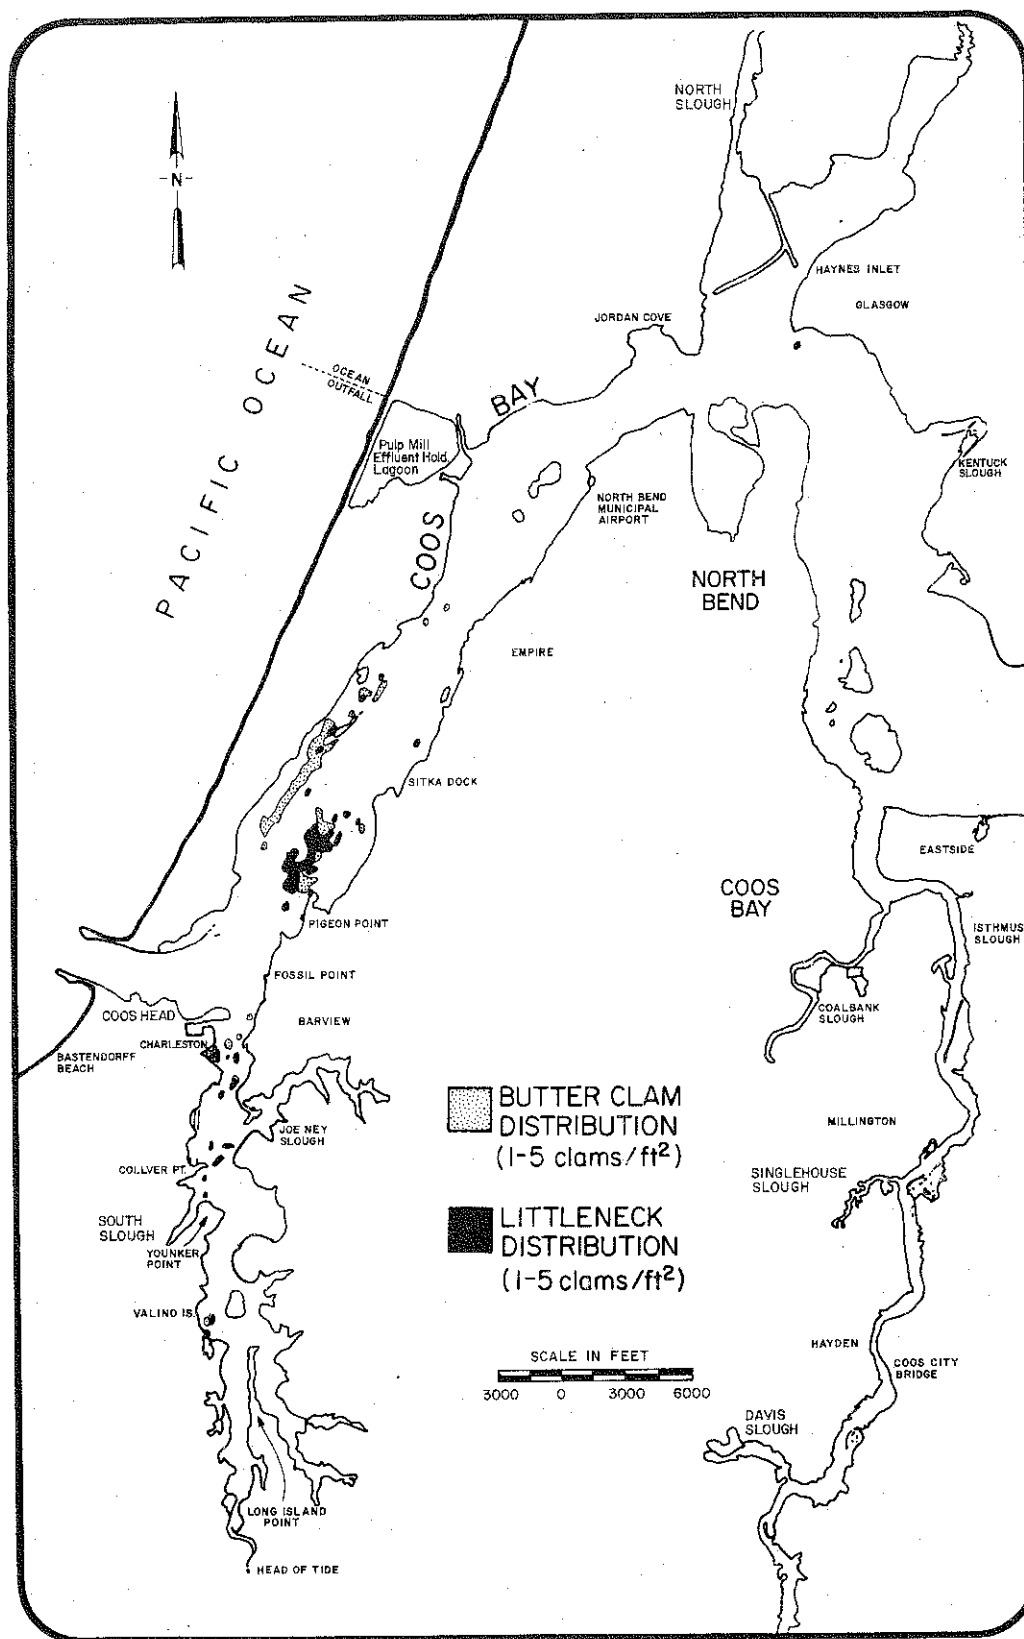 NORTH
SLOUGH
N
HAYNES INLET
GLASGOW
JORDAN COVE
PACIFIC OCEAN
OCEAN
OUTFALL
COOS BAY
Pulp Mill
Effluent Hold.
Lagoon
KENTUCK
SLOUGH
NORTH BEND
MUNICIPAL
AIRPORT
NORTH
BEND
EMPIRE
SITKA DOCK
EASTSIDE
COOS
BAY
PIGEON POINT
ISTHMUS
SLOUGH
FOSSIL POINT
COOS HEAD
BARVIEW
COALBANK
SLOUGH
CHARLESTON
BASTENDORFF
BEACH
BUTTER CLAM
DISTRIBUTION
(1-5 clams/ft²)
JOE NEY
SLOUGH
MILLINGTON
COLLVER PT.
SINGLEHOUSE
SLOUGH
SOUTH
SLOUGH
LITTLENECK
DISTRIBUTION
(1-5 clams/ft²)
YOUNKER
POINT
VALINO IS.
HAYDEN
COOS CITY
BRIDGE
SCALE IN FEET
3000 0 3000 6000
DAVIS
SLOUGH
LONG ISLAND
POINT
HEAD OF TIDE